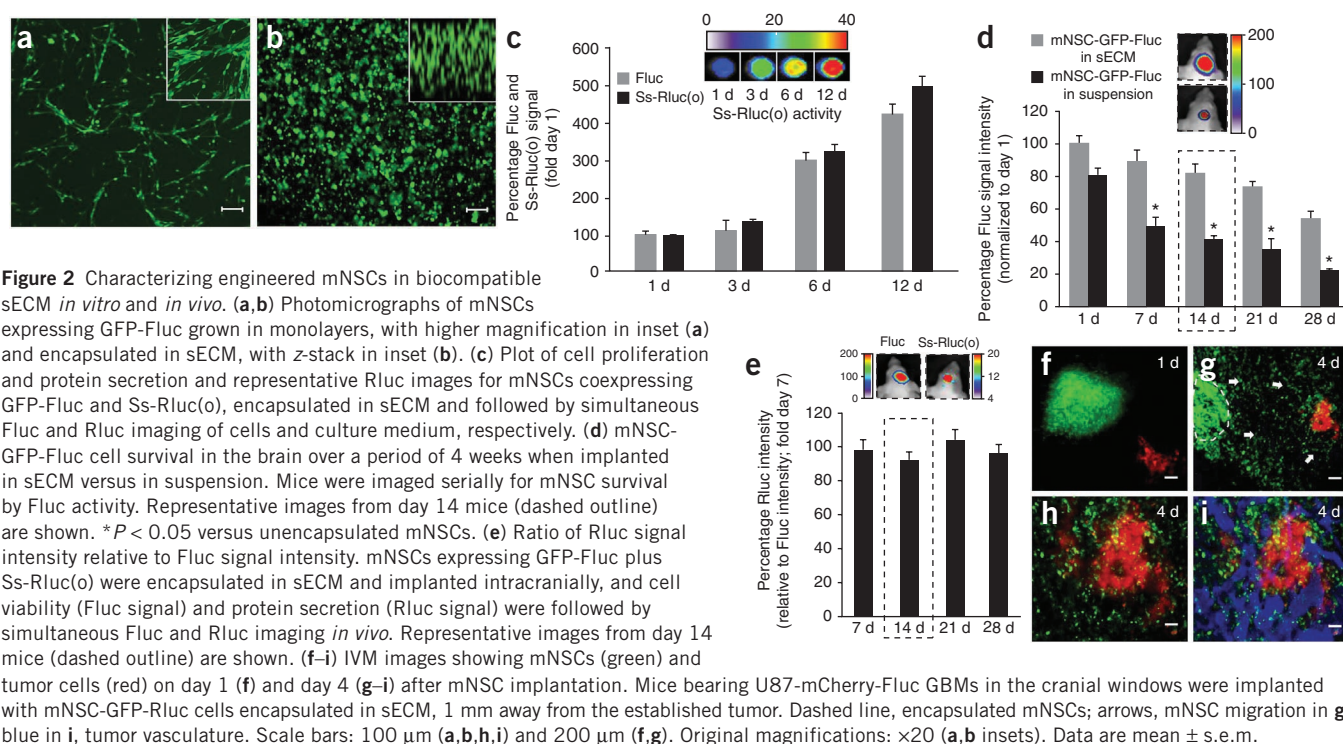 a
b
c
0 20 40
1 d 3 d 6 d 12 d
Ss-Rluc(o) activity
Percentage Fluc and
Ss-Rluc(o) signal
(fold day 1)
600
500
400
300
200
100
0
Fluc
Ss-Rluc(o)
1 d 3 d 6 d 12 d
d
mNSC-GFP-Fluc
in sECM
mNSC-GFP-Fluc
in suspension
200
100
0
Percentage Fluc signal intensity
(normalized to day 1)
120
100
80
60
40
20
0
* * * *
1 d 7 d 14 d 21 d 28 d
Figure 2 Characterizing engineered mNSCs in biocompatible
sECM in vitro and in vivo. (a,b) Photomicrographs of mNSCs
expressing GFP-Fluc grown in monolayers, with higher magnification in inset (a)
and encapsulated in sECM, with z-stack in inset (b). (c) Plot of cell proliferation
and protein secretion and representative Rluc images for mNSCs coexpressing
GFP-Fluc and Ss-Rluc(o), encapsulated in sECM and followed by simultaneous
Fluc and Rluc imaging of cells and culture medium, respectively. (d) mNSC-
GFP-Fluc cell survival in the brain over a period of 4 weeks when implanted
in sECM versus in suspension. Mice were imaged serially for mNSC survival
by Fluc activity. Representative images from day 14 mice (dashed outline)
are shown. *P < 0.05 versus unencapsulated mNSCs. (e) Ratio of Rluc signal
intensity relative to Fluc signal intensity. mNSCs expressing GFP-Fluc plus
Ss-Rluc(o) were encapsulated in sECM and implanted intracranially, and cell
viability (Fluc signal) and protein secretion (Rluc signal) were followed by
simultaneous Fluc and Rluc imaging in vivo. Representative images from day 14
mice (dashed outline) are shown. (f–i) IVM images showing mNSCs (green) and
tumor cells (red) on day 1 (f) and day 4 (g–i) after mNSC implantation. Mice bearing U87-mCherry-Fluc GBMs in the cranial windows were implanted
with mNSC-GFP-Rluc cells encapsulated in sECM, 1 mm away from the established tumor. Dashed line, encapsulated mNSCs; arrows, mNSC migration in g
blue in i, tumor vasculature. Scale bars: 100 μm (a,b,h,i) and 200 μm (f,g). Original magnifications: ×20 (a,b insets). Data are mean ± s.e.m.
e
Fluc Ss-Rluc(o)
200
100
0
20
12
4
Percentage Rluc intensity
(relative to Fluc intensity; fold day 7)
120
100
80
60
40
20
0
7 d 14 d 21 d 28 d
f 1 d
g 4 d
h 4 d
i 4 d